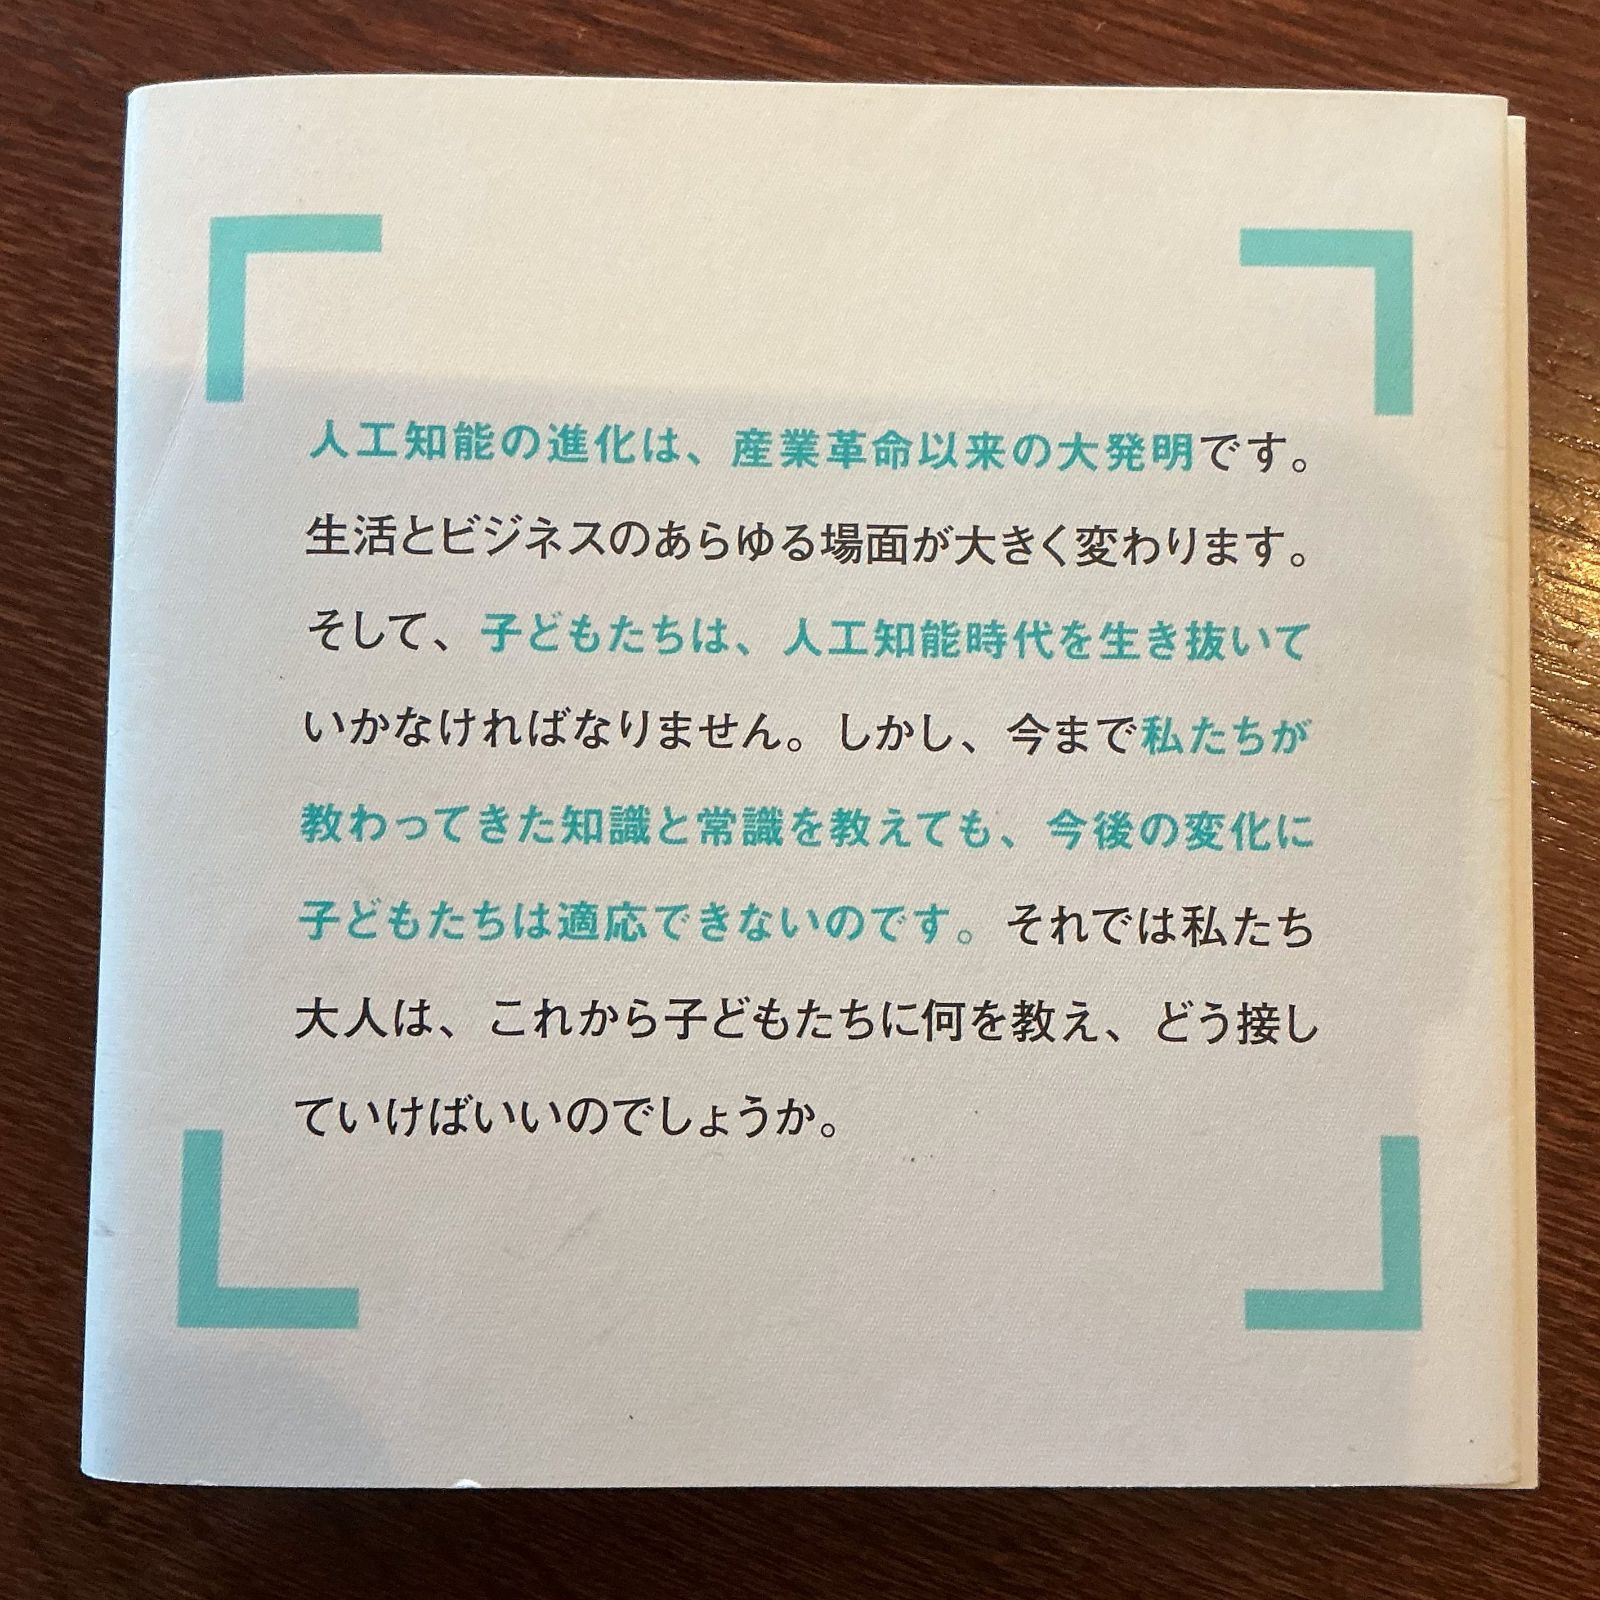 人工知能の進化は、産業革命以来の大発明です。
生活とビジネスのあらゆる場面が大きく変わります。
そして、子どもたちは、人工知能時代を生き抜いて
いかなければなりません。しかし、今まで私たちが
教わってきた知識と常識を教えても、今後の変化に
子どもたちは適応できないのです。それでは私たち
大人は、これから子どもたちに何を教え、どう接し
ていけばいいのでしょうか。